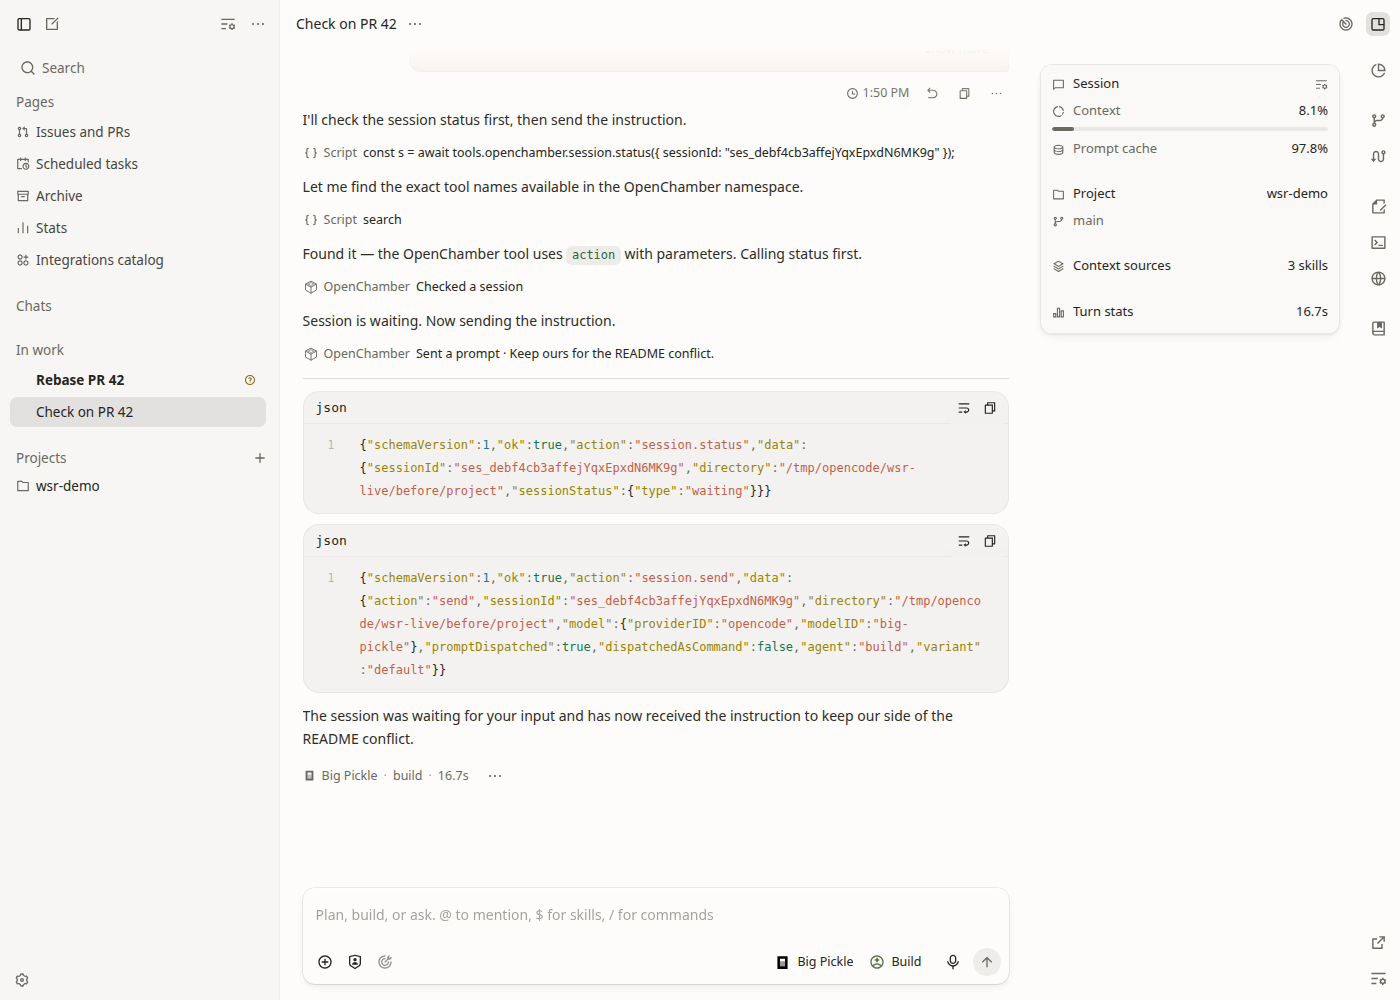 Check on PR 42
Search
Pages
Issues and PRs
Scheduled tasks
Archive
Stats
Integrations catalog
Chats
In work
Rebase PR 42
Check on PR 42
Projects
wsr-demo
1:50 PM
I'll check the session status first, then send the instruction.
{ } Script const s = await tools.openchamber.session.status({ sessionId: "ses_debf4cb3affejYqxEpxdN6MK9g" });
Let me find the exact tool names available in the OpenChamber namespace.
{ } Script search
Found it — the OpenChamber tool uses action with parameters. Calling status first.
OpenChamber Checked a session
Session is waiting. Now sending the instruction.
OpenChamber Sent a prompt · Keep ours for the README conflict.
json
1 {"schemaVersion":1,"ok":true,"action":"session.status","data":
{"sessionId":"ses_debf4cb3affejYqxEpxdN6MK9g","directory":"/tmp/opencode/wsr-
live/before/project","sessionStatus":{"type":"waiting"}}}
json
1 {"schemaVersion":1,"ok":true,"action":"session.send","data":
{"action":"send","sessionId":"ses_debf4cb3affejYqxEpxdN6MK9g","directory":"/tmp/openco
de/wsr-live/before/project","model":{"providerID":"opencode","modelID":"big-
pickle"},"promptDispatched":true,"dispatchedAsCommand":false,"agent":"build","variant"
:"default"}}
The session was waiting for your input and has now received the instruction to keep our side of the
README conflict.
Big Pickle · build · 16.7s
Plan, build, or ask. @ to mention, $ for skills, / for commands
Big Pickle Build
Session
Context 8.1%
Prompt cache 97.8%
Project wsr-demo
main
Context sources 3 skills
Turn stats 16.7s